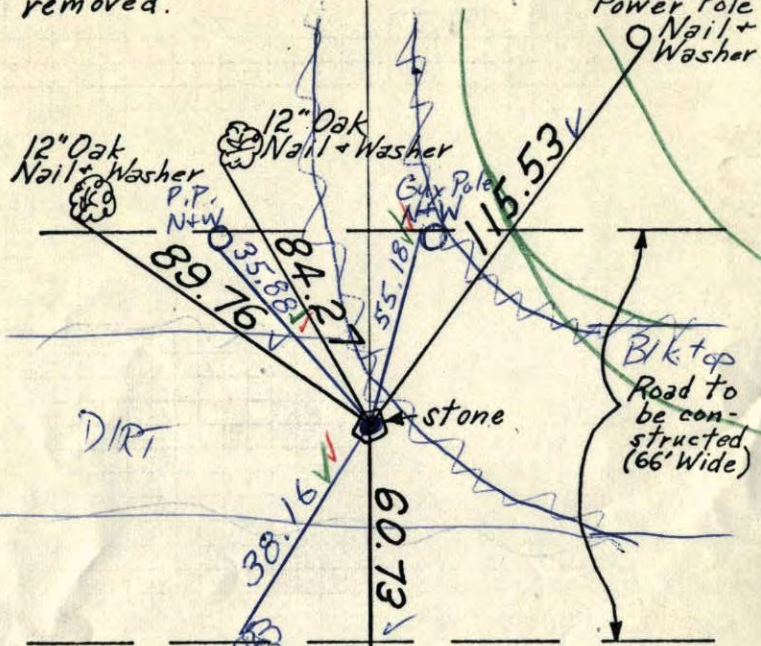 removed.
Power Pole
Nail +
Washer
12" Oak
Nail + Washer
12" Oak
Nail + Washer
P.P.
N+W
Guy Pole
N+W
115.53
89.76
35.88
84.27
55.18
Blk. top
Road to
be con-
structed
(66' Wide)
stone
DIRT
38.16
60.73